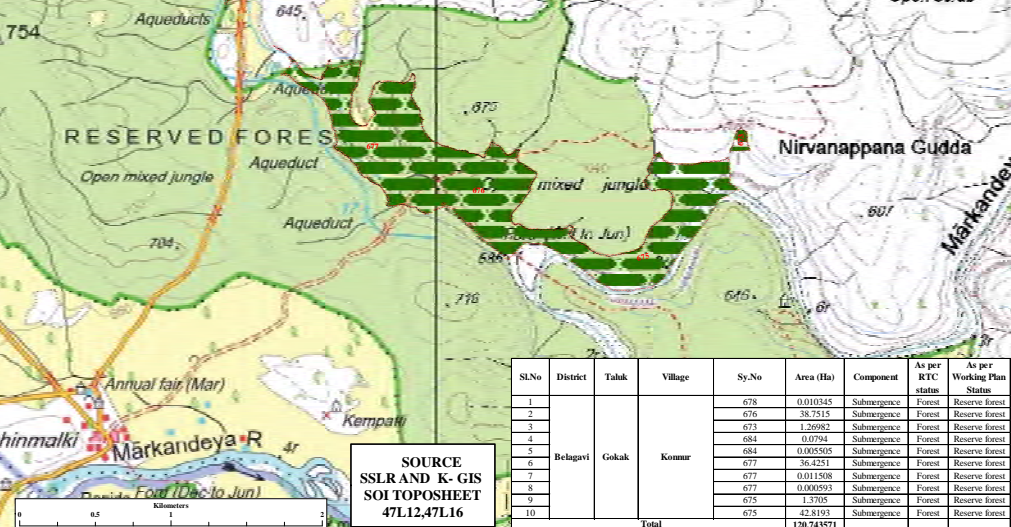 754
Aqueducts
645
Aqued
675
677
RESERVED FORES
Aqueduct
Open mixed jungle
Nirvanappana Gudda
mixed jungle
607
Aqueduct
704
586
646
6r
716
Annual fair (Mar)
hinmalki
Kempatti
Märkandeya R
4r
Ford (Dec to Jun)
Kilometers
0 0.5 1 2
SOURCE
SSLR AND K- GIS
SOI TOPOSHEET
47L12,47L16
Sl.No District Taluk Village Sy.No Area (Ha) Component As per RTC status As per Working Plan Status
1 Belagavi Gokak Konnur 678 0.010345 Submergence Forest Reserve forest
2 676 38.7515 Submergence Forest Reserve forest
3 673 1.26982 Submergence Forest Reserve forest
4 684 0.0794 Submergence Forest Reserve forest
5 684 0.005505 Submergence Forest Reserve forest
6 677 36.4251 Submergence Forest Reserve forest
7 677 0.011508 Submergence Forest Reserve forest
8 677 0.000593 Submergence Forest Reserve forest
9 675 1.3705 Submergence Forest Reserve forest
10 675 42.8193 Submergence Forest Reserve forest
Total 120.743571